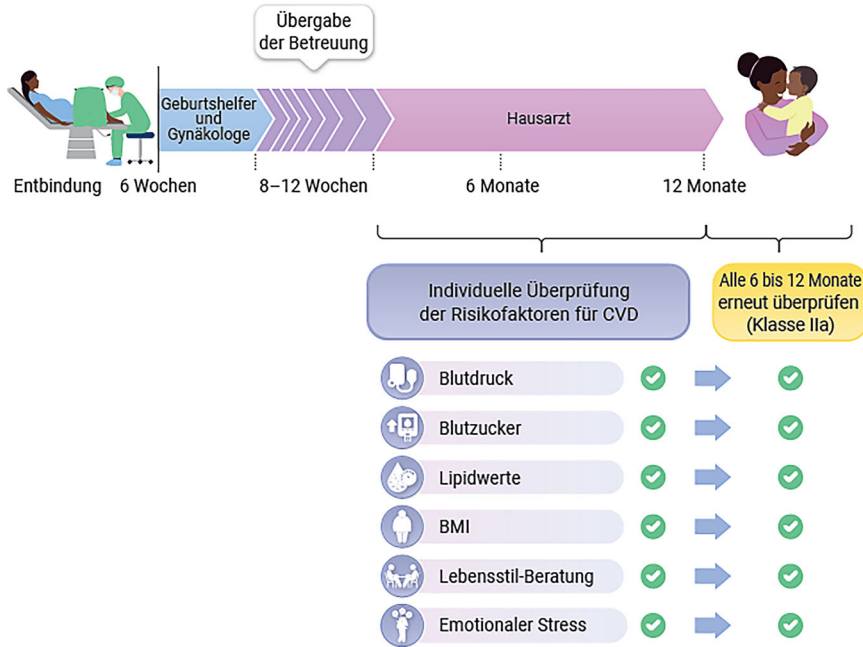 Übergabe
der Betreuung
Geburtshelfer
und
Gynäkologe
Hausarzt
Entbindung
6 Wochen
8–12 Wochen
6 Monate
12 Monate
Individuelle Überprüfung
der Risikofaktoren für CVD
Alle 6 bis 12 Monate
erneut überprüfen
(Klasse IIa)
Blutdruck
Blutzucker
Lipidwerte
BMI
Lebensstil-Beratung
Emotionaler Stress